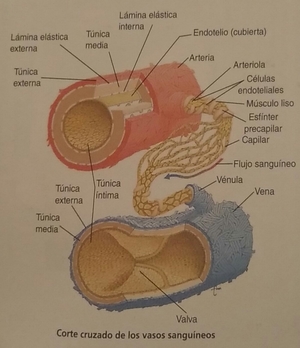 Lámina elástica
interna
Túnica
media
Endotelio (cubierta)
Lámina elástica
externa
Arteria
Arteriola
Túnica
externa
Células
endoteliales
Músculo liso
Esfínter
precapilar
Capilar
Flujo sanguíneo
Vénula
Túnica
íntima
Túnica
externa
Vena
Túnica
media
Valva
Corte cruzado de los vasos sanguíneos